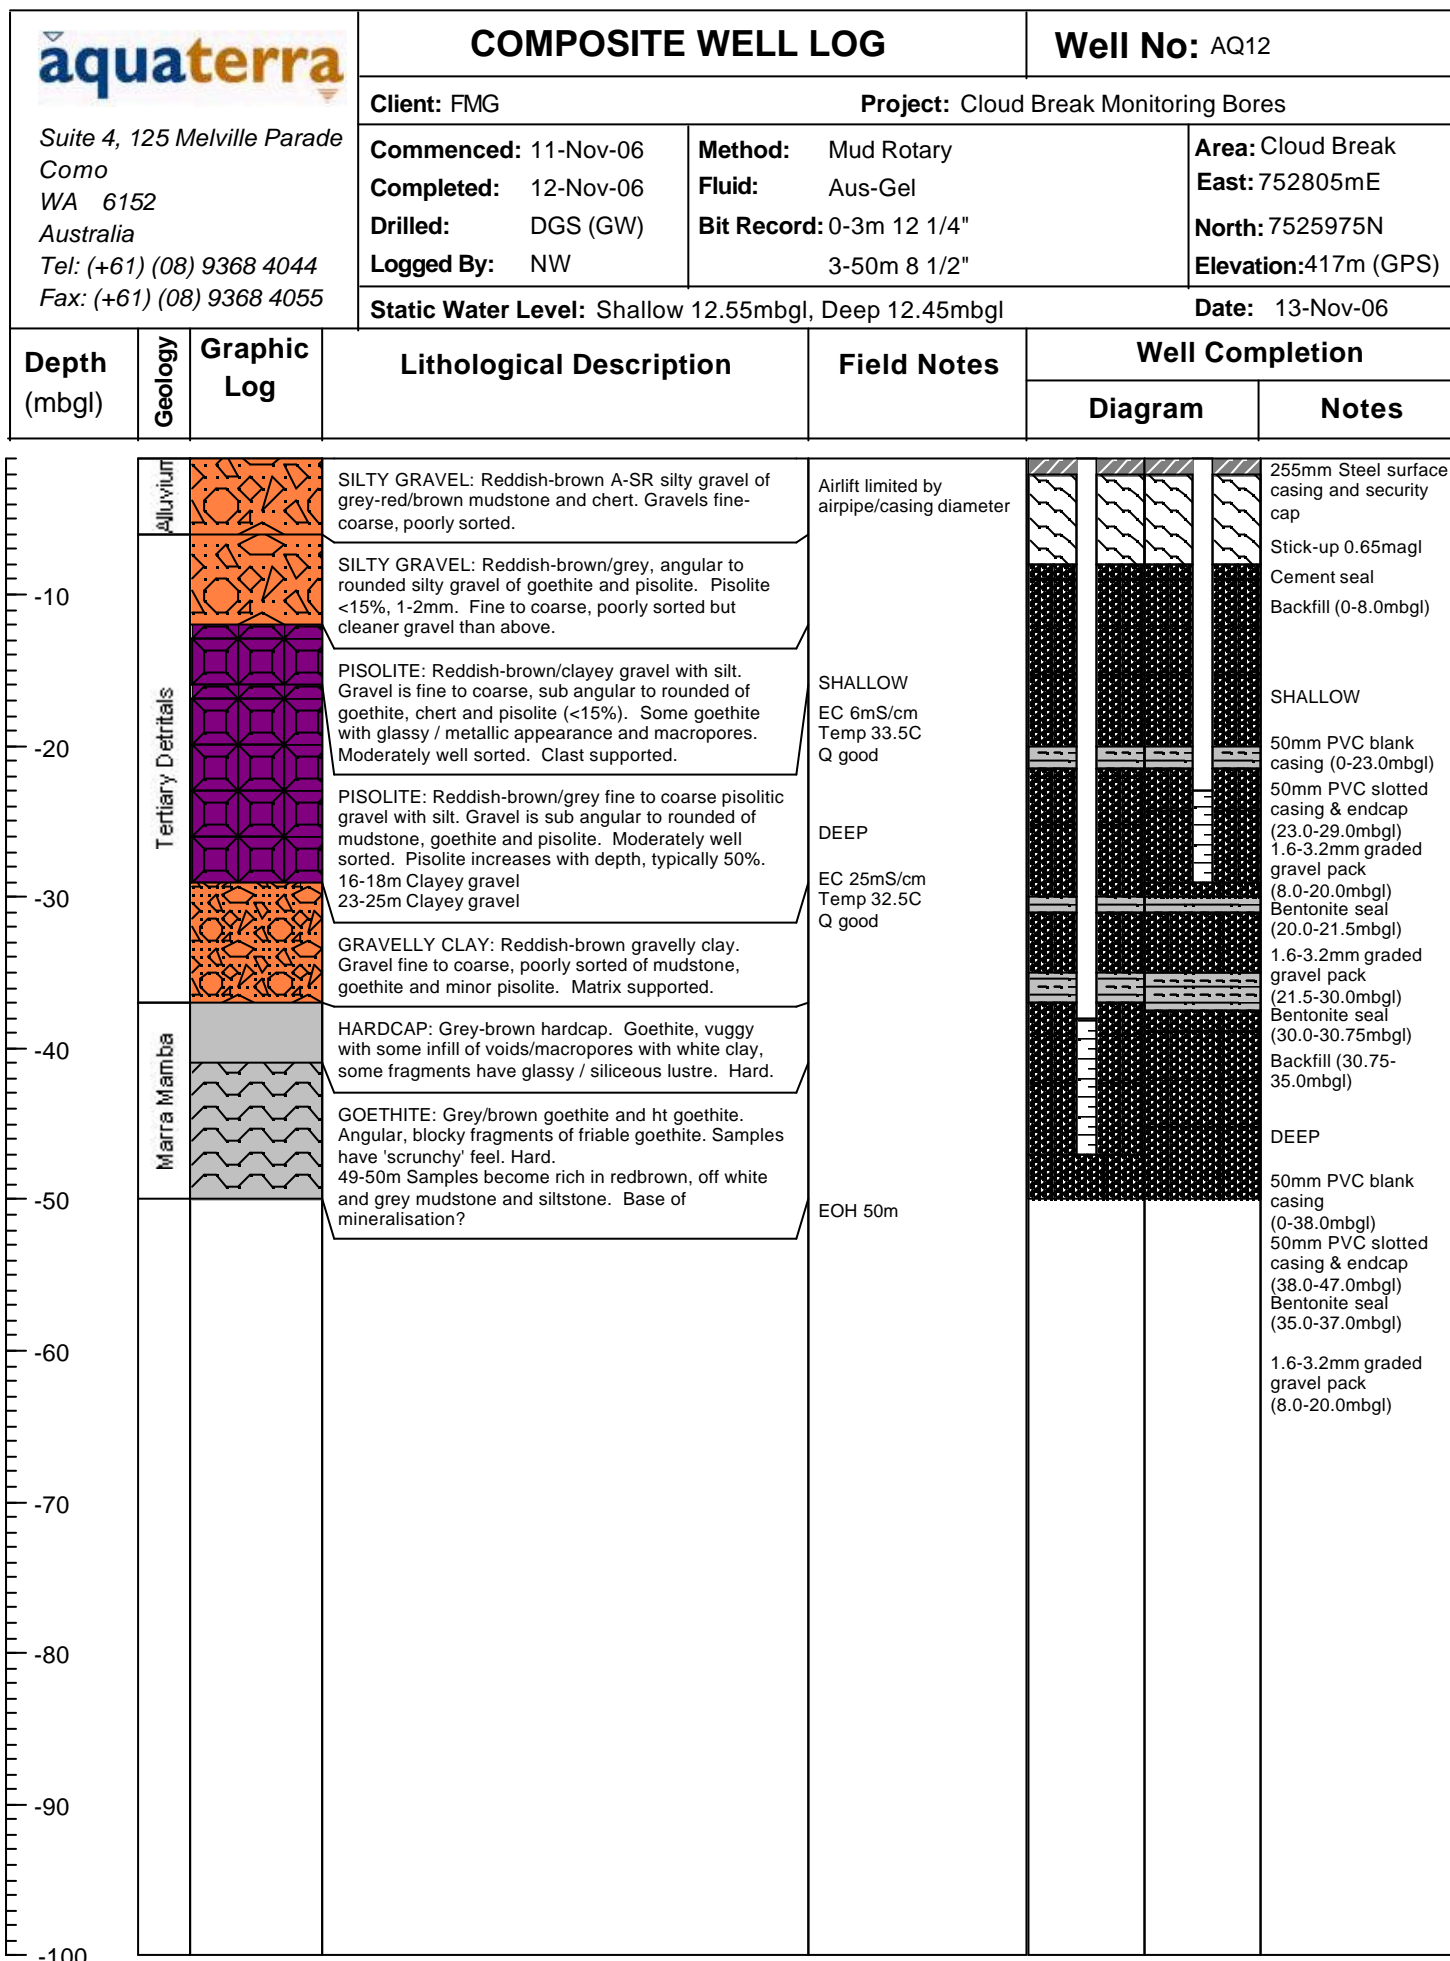 aquaterra
Suite 4, 125 Melville Parade
Como
WA 6152
Australia
Tel: (+61) (08) 9368 4044
Fax: (+61) (08) 9368 4055
COMPOSITE WELL LOG
Well No: AQ12
Client: FMG
Project: Cloud Break Monitoring Bores
Commenced: 11-Nov-06
Completed: 12-Nov-06
Drilled: DGS (GW)
Logged By: NW
Method: Mud Rotary
Fluid: Aus-Gel
Bit Record: 0-3m 12 1/4"
3-50m 8 1/2"
Area: Cloud Break
East: 752805mE
North: 7525975N
Elevation: 417m (GPS)
Static Water Level: Shallow 12.55mbgl, Deep 12.45mbgl
Date: 13-Nov-06
Depth
(mbgl)
Geology
Graphic
Log
Lithological Description
Field Notes
Well Completion
Diagram
Notes
-10
-20
-30
-40
-50
-60
-70
-80
-90
-100
Alluvium
Tertiary Detritals
Marra Mamba
SILTY GRAVEL: Reddish-brown A-SR silty gravel of
grey-red/brown mudstone and chert. Gravels fine-
coarse, poorly sorted.
SILTY GRAVEL: Reddish-brown/grey, angular to
rounded silty gravel of goethite and pisolite. Pisolite
<15%, 1-2mm. Fine to coarse, poorly sorted but
cleaner gravel than above.
PISOLITE: Reddish-brown/clayey gravel with silt.
Gravel is fine to coarse, sub angular to rounded of
goethite, chert and pisolite (<15%). Some goethite
with glassy / metallic appearance and macropores.
Moderately well sorted. Clast supported.
PISOLITE: Reddish-brown/grey fine to coarse pisolitic
gravel with silt. Gravel is sub angular to rounded of
mudstone, goethite and pisolite. Moderately well
sorted. Pisolite increases with depth, typically 50%.
16-18m Clayey gravel
23-25m Clayey gravel
GRAVELLY CLAY: Reddish-brown gravelly clay.
Gravel fine to coarse, poorly sorted of mudstone,
goethite and minor pisolite. Matrix supported.
HARDCAP: Grey-brown hardcap. Goethite, vuggy
with some infill of voids/macropores with white clay,
some fragments have glassy / siliceous lustre. Hard.
GOETHITE: Grey/brown goethite and ht goethite.
Angular, blocky fragments of friable goethite. Samples
have 'scrunchy' feel. Hard.
49-50m Samples become rich in redbrown, off white
and grey mudstone and siltstone. Base of
mineralisation?
Airlift limited by
airpipe/casing diameter
SHALLOW
EC 6mS/cm
Temp 33.5C
Q good
DEEP
EC 25mS/cm
Temp 32.5C
Q good
EOH 50m
255mm Steel surface
casing and security
cap
Stick-up 0.65magl
Cement seal
Backfill (0-8.0mbgl)
SHALLOW
50mm PVC blank
casing (0-23.0mbgl)
50mm PVC slotted
casing & endcap
(23.0-29.0mbgl)
1.6-3.2mm graded
gravel pack
(8.0-20.0mbgl)
Bentonite seal
(20.0-21.5mbgl)
1.6-3.2mm graded
gravel pack
(21.5-30.0mbgl)
Bentonite seal
(30.0-30.75mbgl)
Backfill (30.75-
35.0mbgl)
DEEP
50mm PVC blank
casing
(0-38.0mbgl)
50mm PVC slotted
casing & endcap
(38.0-47.0mbgl)
Bentonite seal
(35.0-37.0mbgl)
1.6-3.2mm graded
gravel pack
(8.0-20.0mbgl)